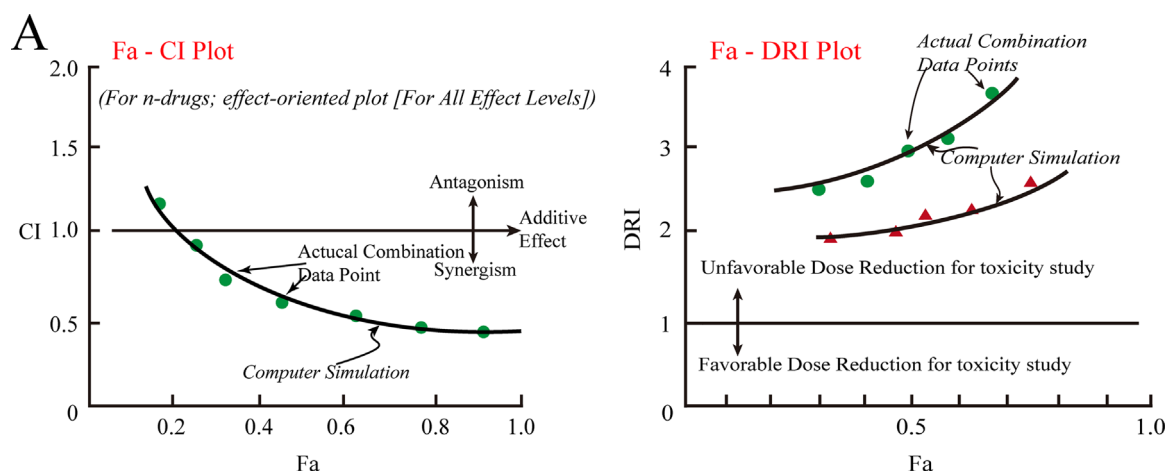 A
Fa - CI Plot
(For n-drugs; effect-oriented plot [For All Effect Levels])
2.0
1.5
CI 1.0
0.5
0
Antagonism
Additive
Effect
Synergism
Actucal Combination
Data Point
Computer Simulation
0.2 0.4 0.6 0.8 1.0
Fa
Fa - DRI Plot
Actual Combination
Data Points
4
3
2
1
0
DRI
Computer Simulation
Unfavorable Dose Reduction for toxicity study
Favorable Dose Reduction for toxicity study
0.5 1.0
Fa